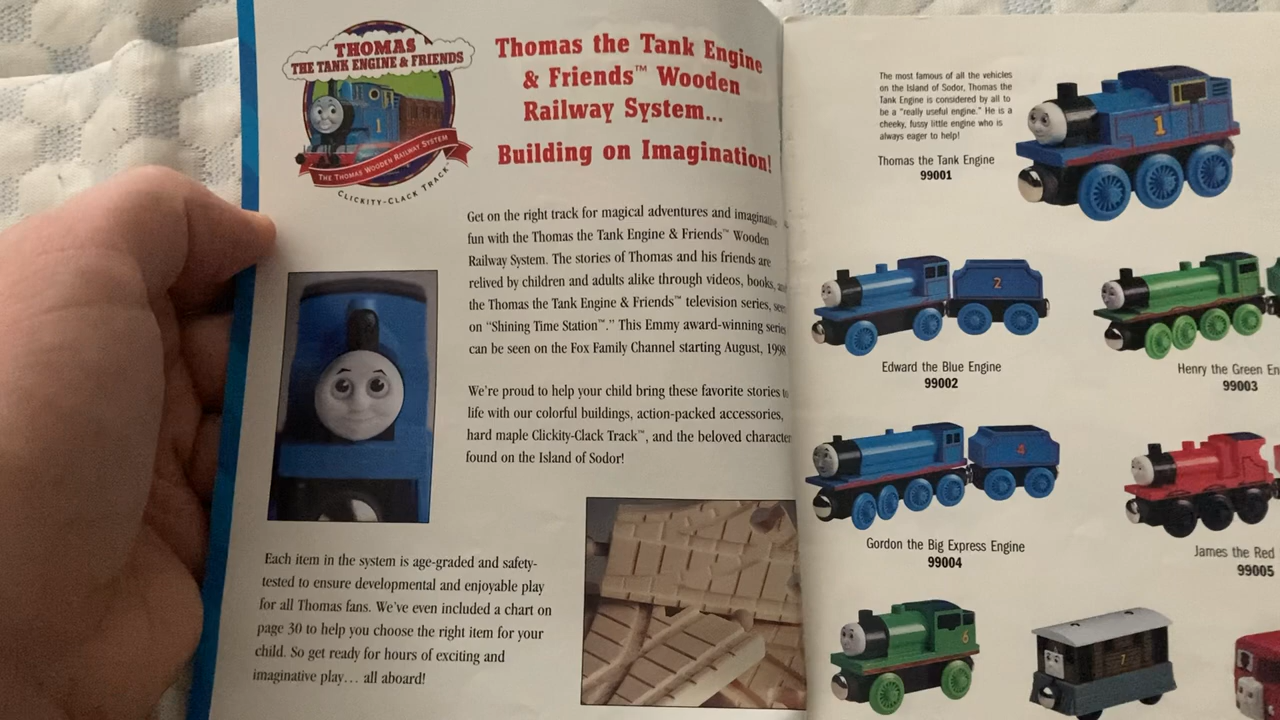 THOMAS
THE TANK ENGINE & FRIENDS
1
THE THOMAS WOODEN RAILWAY SYSTEM
CLICKITY-CLACK TRACK
Thomas the Tank Engine
& Friends™ Wooden
Railway System...
Building on Imagination!
Get on the right track for magical adventures and imaginative
fun with the Thomas the Tank Engine & Friends™ Wooden
Railway System. The stories of Thomas and his friends are
relived by children and adults alike through videos, books,
the Thomas the Tank Engine & Friends™ television series,
on “Shining Time Station™.” This Emmy award-winning series
can be seen on the Fox Family Channel starting August, 1998
We’re proud to help your child bring these favorite stories
life with our colorful buildings, action-packed accessories,
hard maple Clickity-Clack Track™, and the beloved character
found on the Island of Sodor!
Each item in the system is age-graded and safety-
tested to ensure developmental and enjoyable play
for all Thomas fans. We’ve even included a chart on
page 30 to help you choose the right item for your
child. So get ready for hours of exciting and
imaginative play… all aboard!
The most famous of all the vehicles
on the Island of Sodor, Thomas the
Tank Engine is considered by all to
be a “really useful engine.” He is a
cheeky, fussy little engine who is
always eager to help!
Thomas the Tank Engine
99001
1
2
Edward the Blue Engine
99002
Henry the Green En
99003
4
Gordon the Big Express Engine
99004
James the Red
99005
6
7